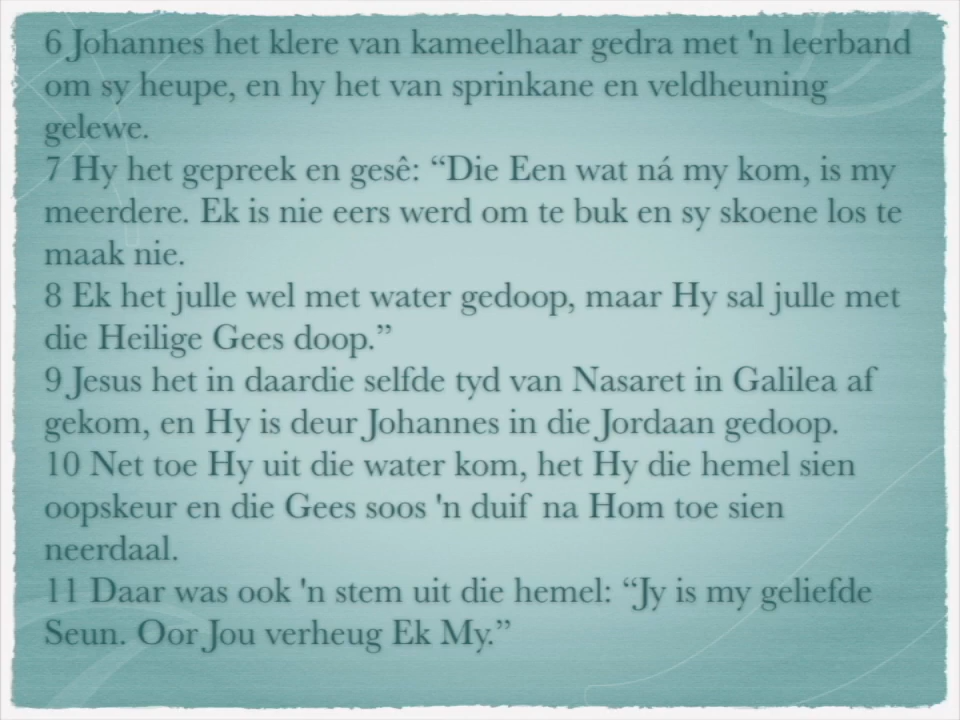 6 Johannes het klere van kameelhaar gedra met 'n leerband
om sy heupe, en hy het van sprinkane en veldheuning
gelewe.
7 Hy het gepreek en gesê: “Die Een wat ná my kom, is my
meerdere. Ek is nie eers werd om te buk en sy skoene los te
maak nie.
8 Ek het julle wel met water gedoop, maar Hy sal julle met
die Heilige Gees doop.”
9 Jesus het in daardie selfde tyd van Nasaret in Galilea af
gekom, en Hy is deur Johannes in die Jordaan gedoop.
10 Net toe Hy uit die water kom, het Hy die hemel sien
oopskeur en die Gees soos 'n duif na Hom toe sien
neerdaal.
11 Daar was ook 'n stem uit die hemel: “Jy is my geliefde
Seun. Oor Jou verheug Ek My.”